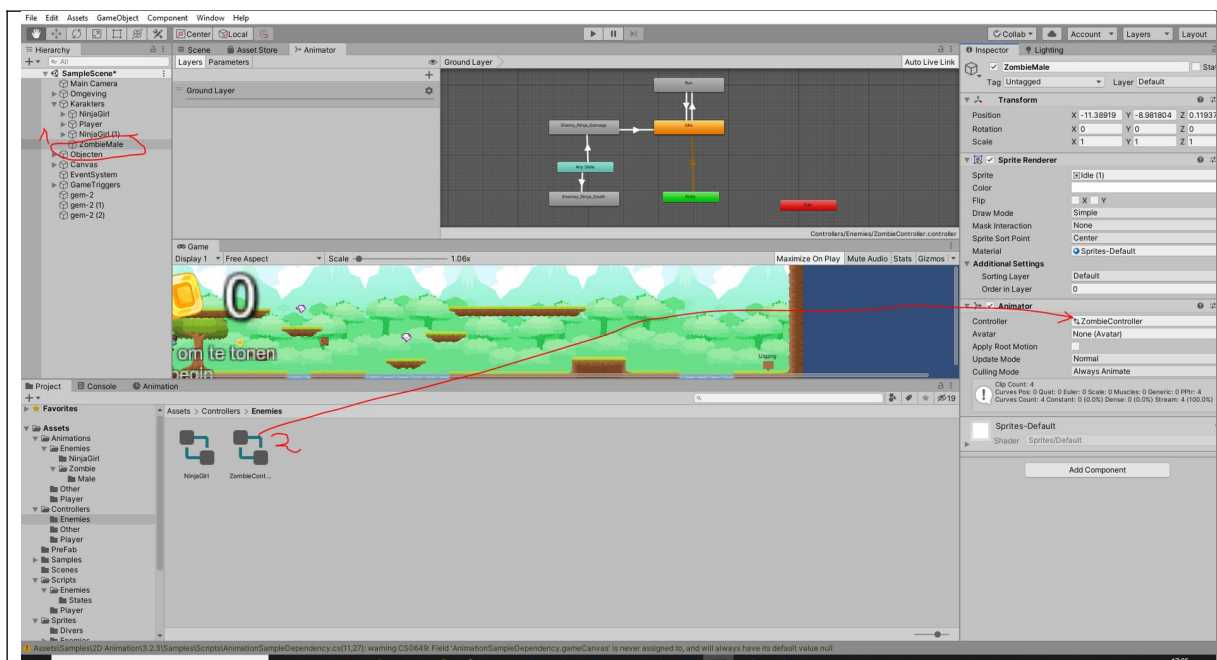 File Edit Assets GameObject Component Window Help
Center Local
Collab Account Layers Layout
Hierarchy
Scene Asset Store Animator
Inspector Lighting
All
Layers Parameters
Ground Layer
Auto Live Link
ZombieMale
Tag Untagged Layer Default
SampleScene*
Main Camera
Omgeving
Karakters
NinjaGirl
Player
NinjaGirl (1)
ZombieMale
Objecten
Canvas
EventSystem
GameTriggers
gem-2
gem-2 (1)
gem-2 (2)
1
Ground Layer
Run
Enemy_Ninja_Damage
Idle
Any State
Enemey_Ninja_Death
Entry
Exit
Controllers/Enemies/ZombieController.controller
Game
Display 1 Free Aspect Scale 1.06x Maximize On Play Mute Audio Stats Gizmos
0
om te tonen
begin
Uitgang
Transform
Position X -11.38919 Y -8.981804 Z 0.11937
Rotation X 0 Y 0 Z 0
Scale X 1 Y 1 Z 1
Sprite Renderer
Sprite Idle (1)
Color
Flip X Y
Draw Mode Simple
Mask Interaction None
Sprite Sort Point Center
Material Sprites-Default
Additional Settings
Sorting Layer Default
Order in Layer 0
Animator
Controller ZombieController
Avatar None (Avatar)
Apply Root Motion
Update Mode Normal
Culling Mode Always Animate
Clip Count: 4
Curves Pos: 0 Quat: 0 Euler: 0 Scale: 0 Muscles: 0 Generic: 0 PPtr: 4
Curves Count: 4 Constant: 0 (0.0%) Dense: 0 (0.0%) Stream: 4 (100.0%)
Sprites-Default
Shader Sprites/Default
Add Component
Project Console Animation
19
Favorites
Assets > Controllers > Enemies
Assets
Animations
Enemies
NinjaGirl
Zombie
Male
Other
Player
Controllers
Enemies
Other
Player
PreFab
Samples
Scenes
Scripts
Enemies
States
Player
Sprites
Divers
Enemies
NinjaGirl
ZombieCont...
2
Assets\Samples\2D Animation\3.2.3\Samples\Scripts\AnimationSampleDependency.cs(11,27): warning CS0649: Field 'AnimationSampleDependency.gameCanvas' is never assigned to, and will always have its default value null